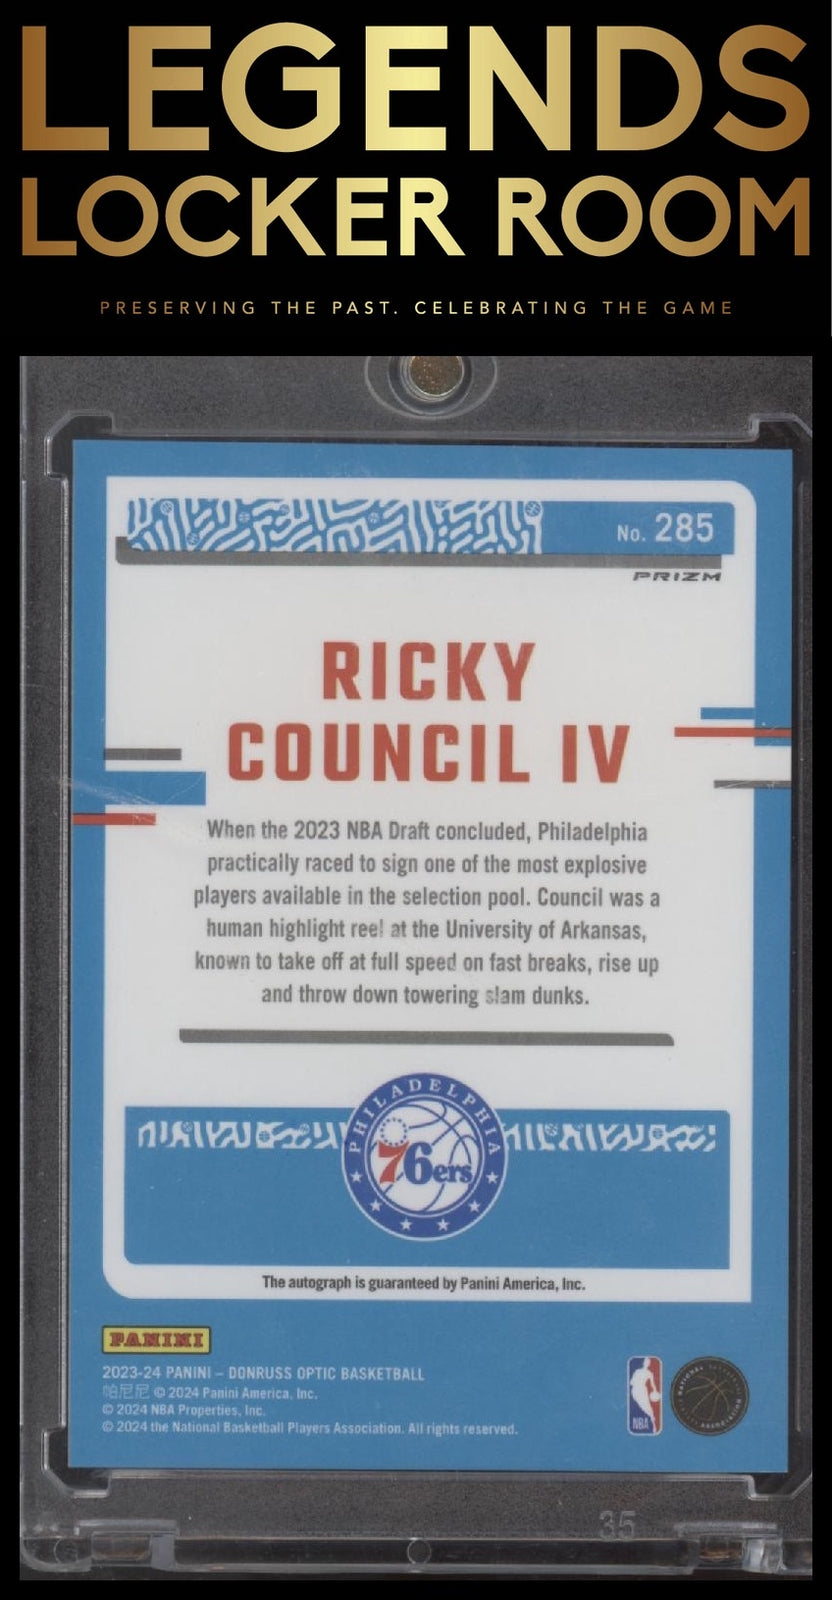 LEGENDS
LOCKER ROOM
PRESERVING THE PAST. CELEBRATING THE GAME
No. 285
PRIZM
RICKY
COUNCIL IV
When the 2023 NBA Draft concluded, Philadelphia
practically raced to sign one of the most explosive
players available in the selection pool. Council was a
human highlight reel at the University of Arkansas,
known to take off at full speed on fast breaks, rise up
and throw down towering slam dunks.
PHILADELPHIA
76ers
The autograph is guaranteed by Panini America, Inc.
PANINI
2023-24 PANINI – DONRUSS OPTIC BASKETBALL
帕尼尼 © 2024 Panini America, Inc.
© 2024 NBA Properties, Inc.
© 2024 the National Basketball Players Association. All rights reserved.
NBA
NATIONAL
ASSOCIATION
35